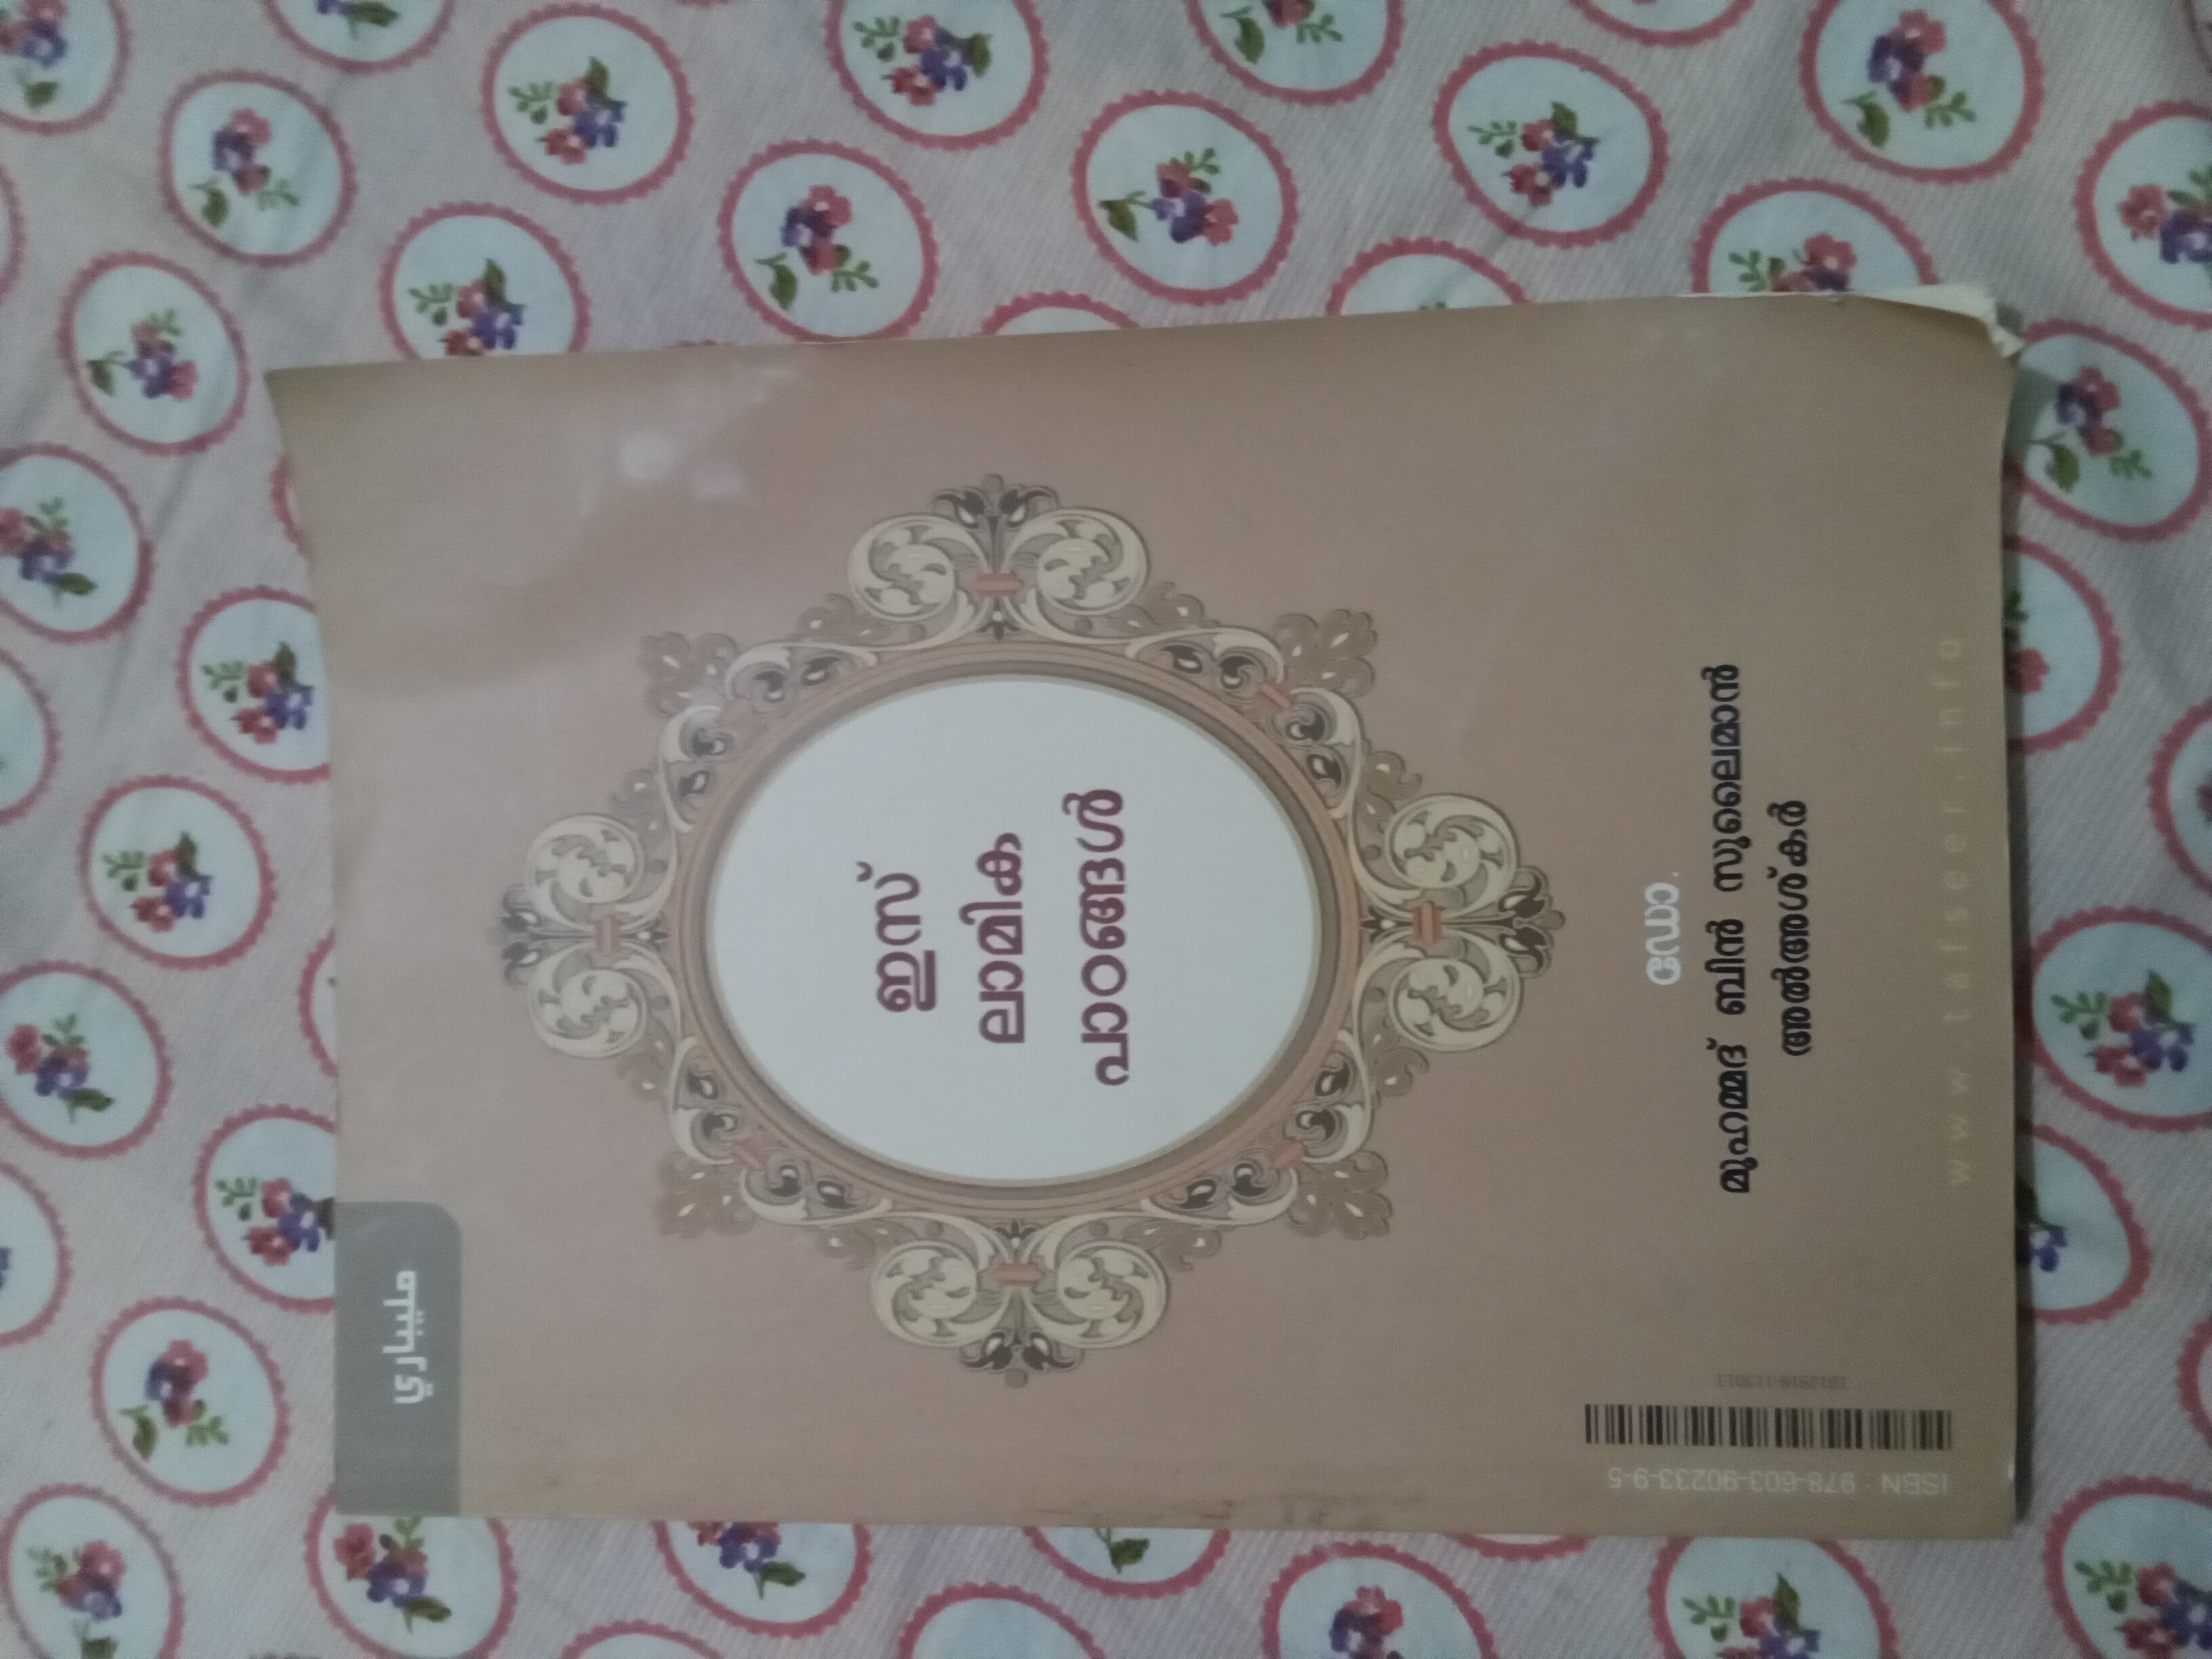 مليباري
ഇസ്
ലാമിക
പാഠങ്ങൾ
ഡോ.
മുഹമ്മദ് ബിൻ സുലൈമാൻ
അൽഅശ്കർ
www.tafseer.info
ISBN : 978-603-90233-9-5